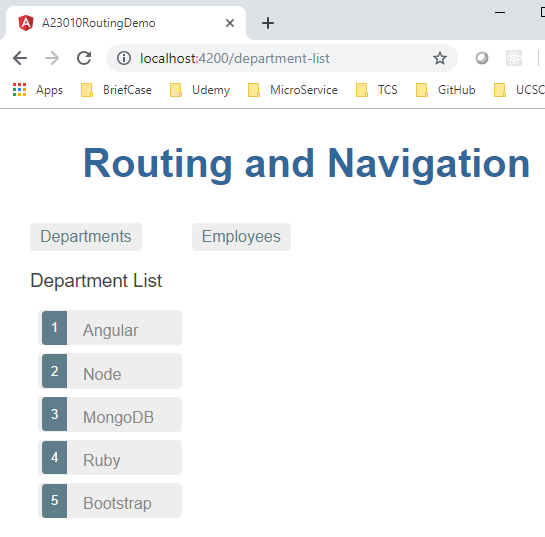 A23010RoutingDemo
localhost:4200/department-list
Apps BriefCase Udemy MicroService TCS GitHub UCSC
Routing and Navigation
Departments Employees
Department List
1 Angular
2 Node
3 MongoDB
4 Ruby
5 Bootstrap